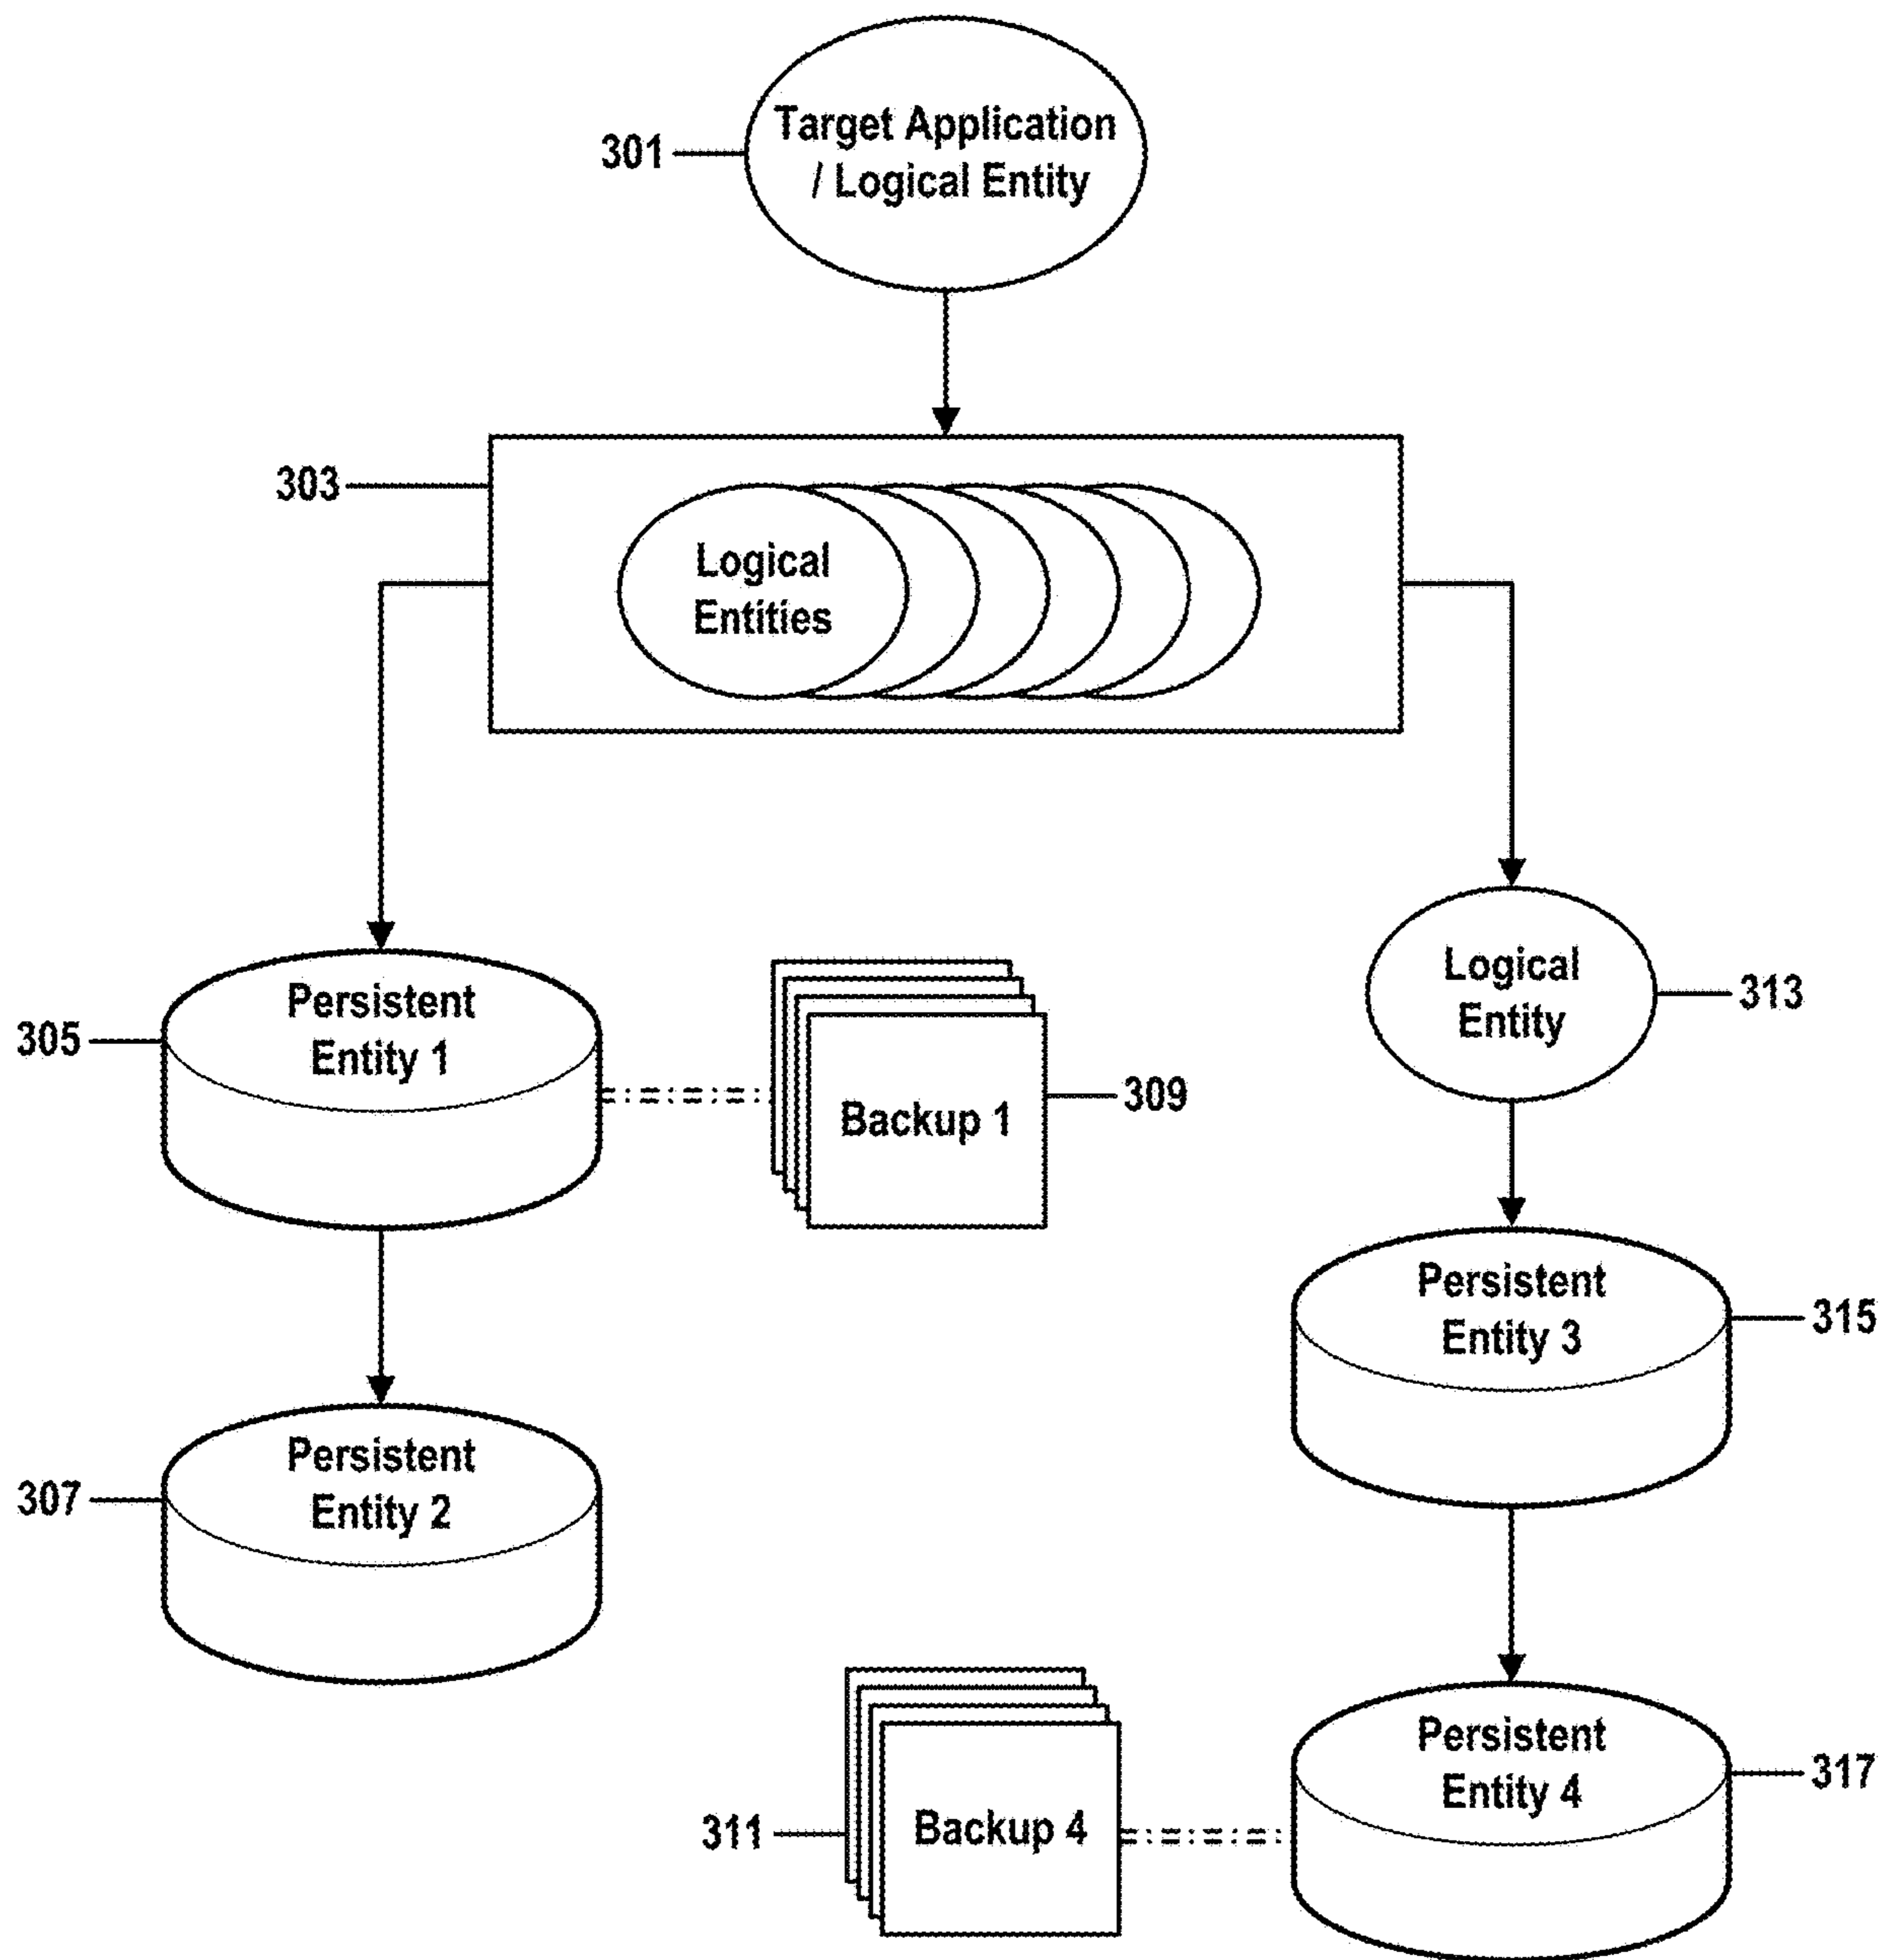 Target Application
/ Logical Entity
301
303
Logical
Entities
Persistent
Entity 1
305
Backup 1
309
Logical
Entity
313
Persistent
Entity 3
315
Persistent
Entity 2
307
Persistent
Entity 4
317
Backup 4
311